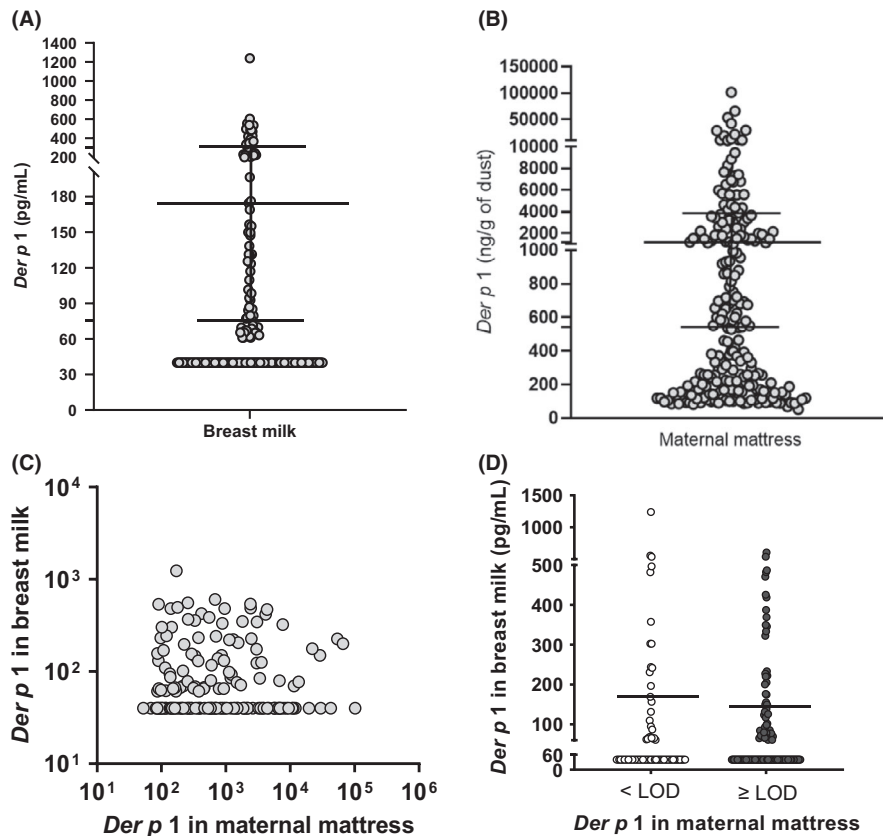 (A)
1400
1200
1000
800
600
400
200
180
150
120
90
60
30
0
Der p 1 (pg/mL)
Breast milk
(B)
150000
100000
50000
10000
8000
6000
4000
2000
1000
800
600
400
200
0
Der p 1 (ng/g of dust)
Maternal mattress
(C)
10⁴
10³
10²
10¹
Der p 1 in breast milk
10¹ 10² 10³ 10⁴ 10⁵ 10⁶
Der p 1 in maternal mattress
(D)
1500
1000
500
400
300
200
100
60
0
Der p 1 in breast milk (pg/mL)
< LOD ≥ LOD
Der p 1 in maternal mattress